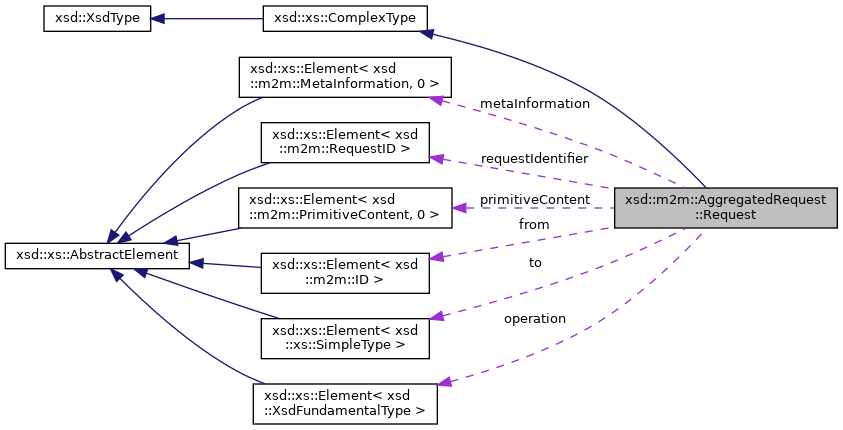 xsd::XsdType
xsd::xs::ComplexType
xsd::xs::Element< xsd
::m2m::MetaInformation, 0 >
metaInformation
xsd::xs::Element< xsd
::m2m::RequestID >
requestIdentifier
xsd::xs::Element< xsd
::m2m::PrimitiveContent, 0 >
primitiveContent
xsd::m2m::AggregatedRequest
::Request
from
xsd::xs::AbstractElement
xsd::xs::Element< xsd
::m2m::ID >
to
xsd::xs::Element< xsd
::xs::SimpleType >
operation
xsd::xs::Element< xsd
::XsdFundamentalType >